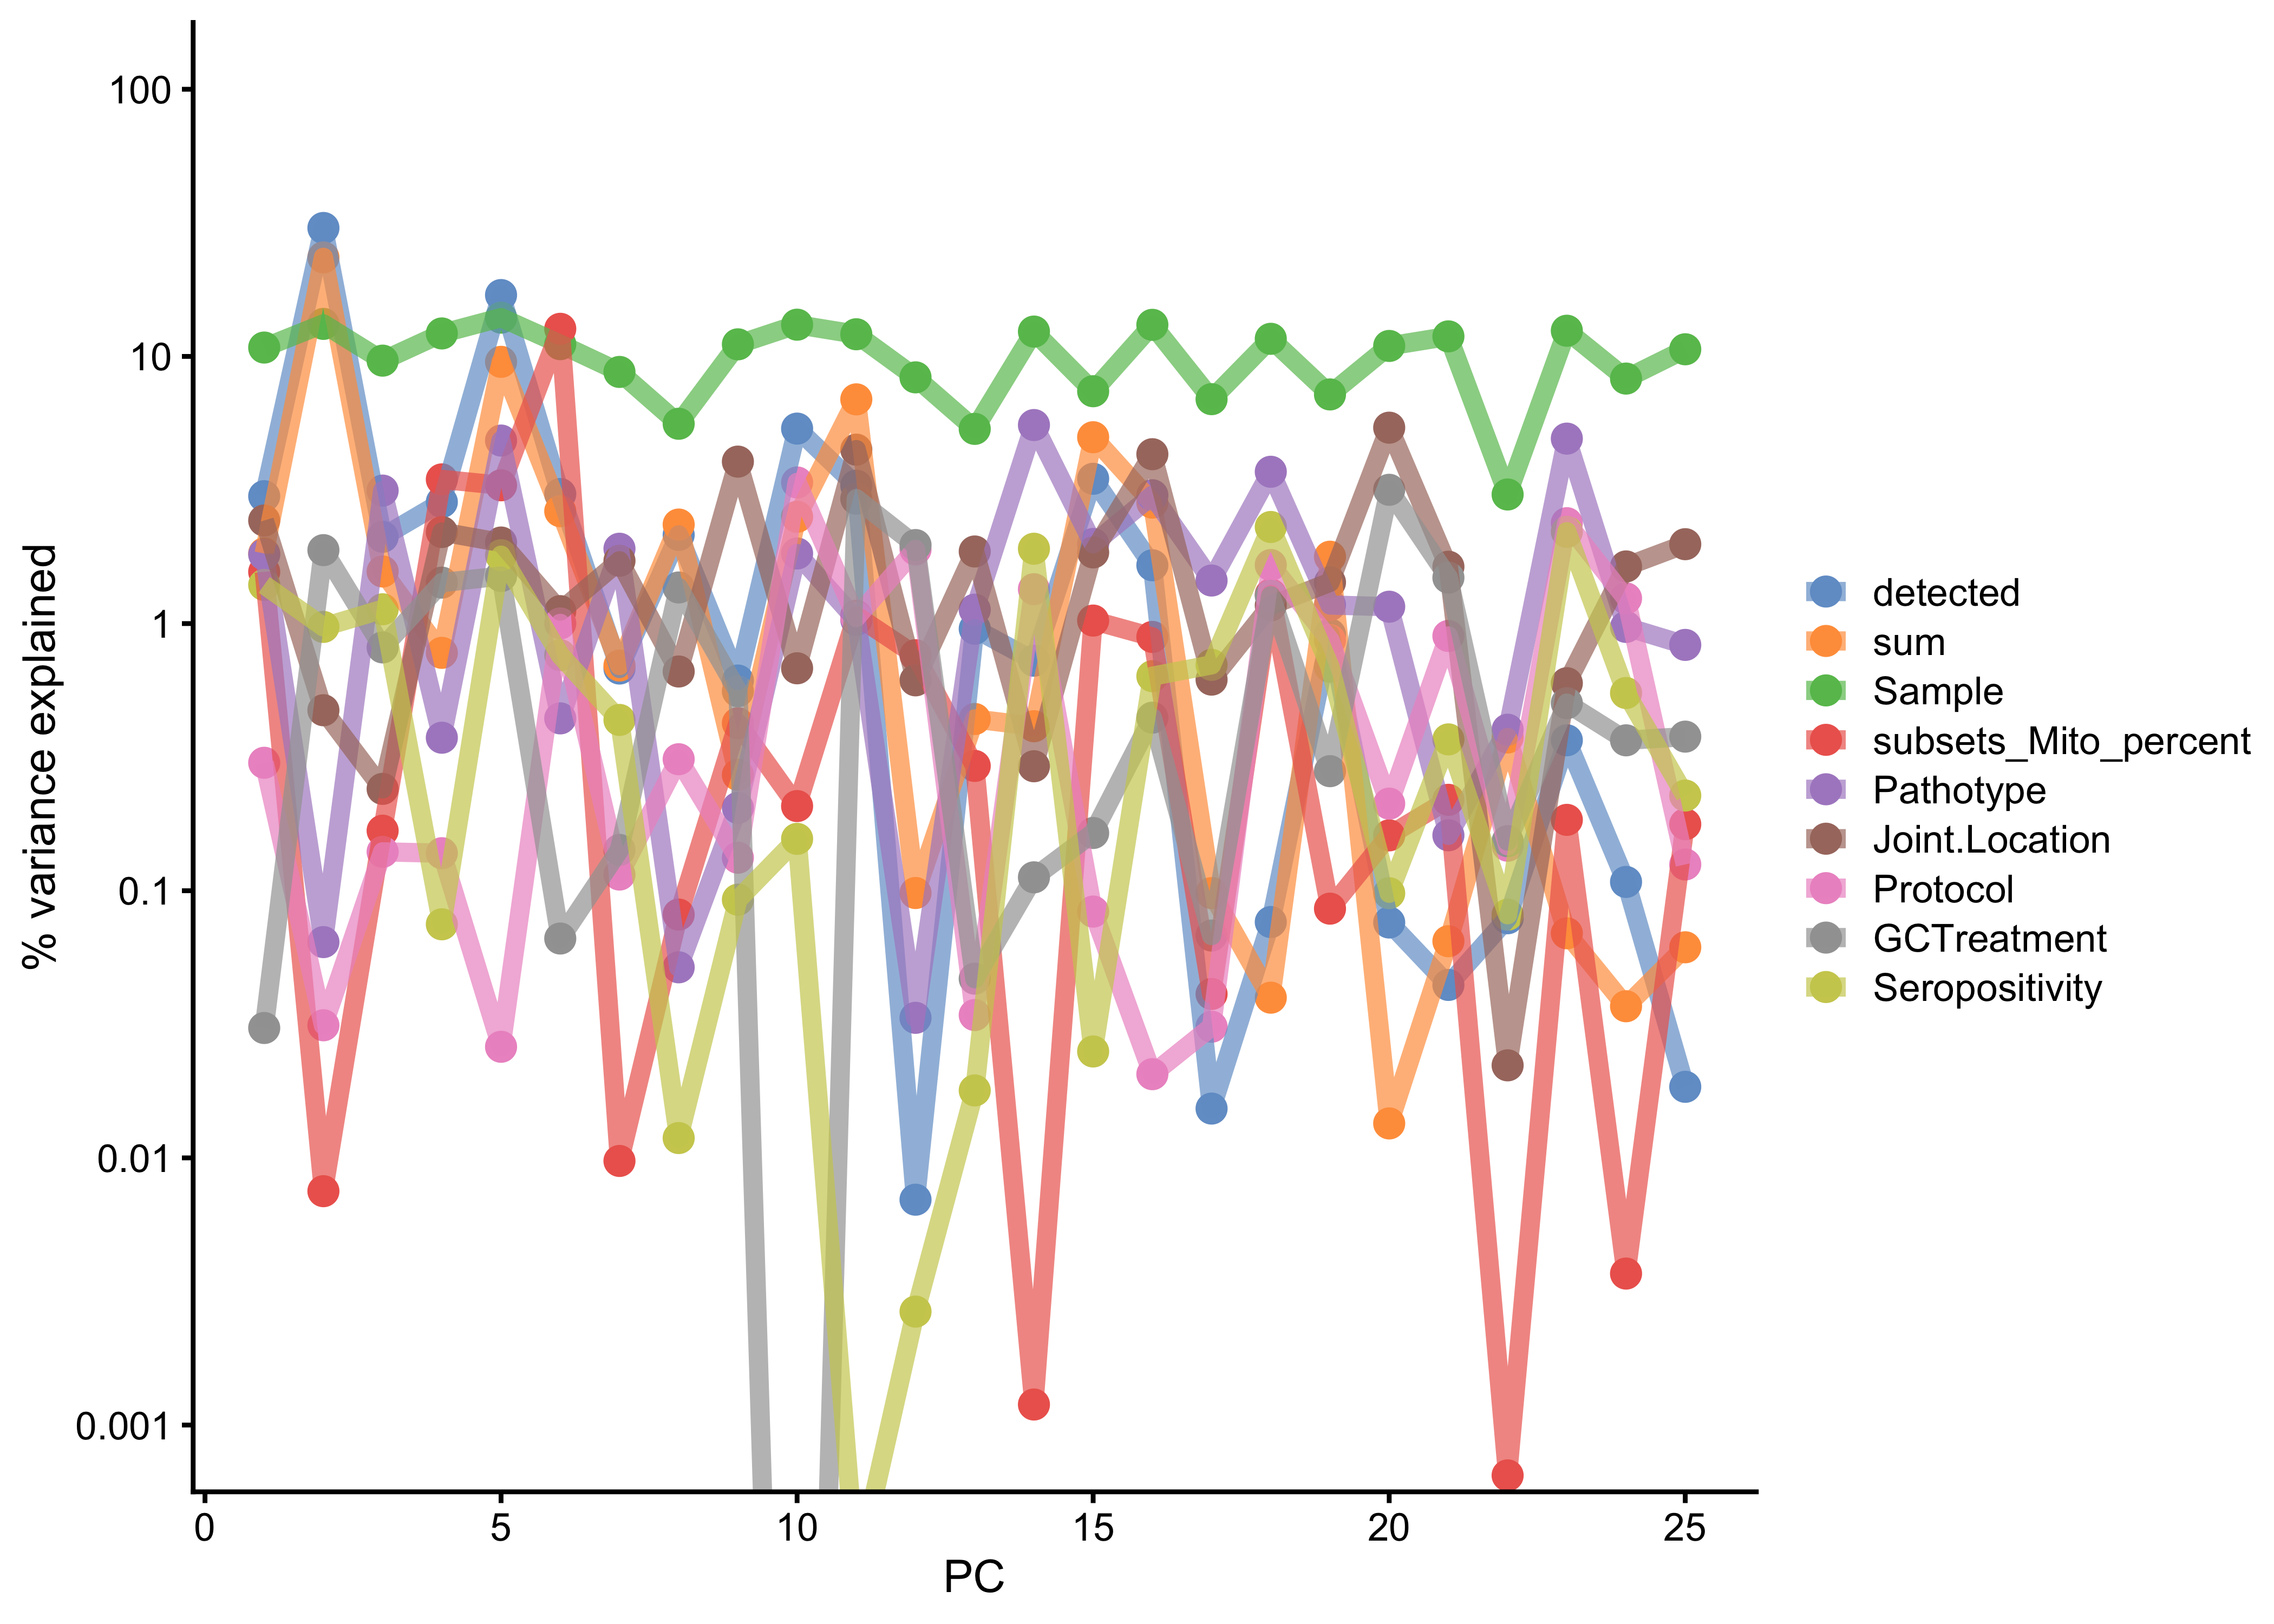 % variance explained
100
10
1
0.1
0.01
0.001
0
5
10
15
20
25
PC
detected
sum
Sample
subsets_Mito_percent
Pathotype
Joint.Location
Protocol
GCTreatment
Seropositivity